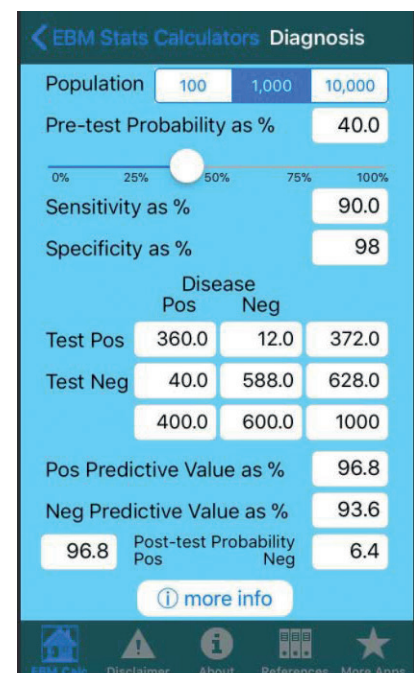 EBM Stats Calculators Diagnosis
Population 100 1,000 10,000
Pre-test Probability as % 40.0
0% 25% 50% 75% 100%
Sensitivity as % 90.0
Specificity as % 98
Disease
Pos Neg
Test Pos 360.0 12.0 372.0
Test Neg 40.0 588.0 628.0
400.0 600.0 1000
Pos Predictive Value as % 96.8
Neg Predictive Value as % 93.6
96.8 Post-test Probability 6.4
Pos Neg
i more info
EBM Calc Disclaimer About References More Apps